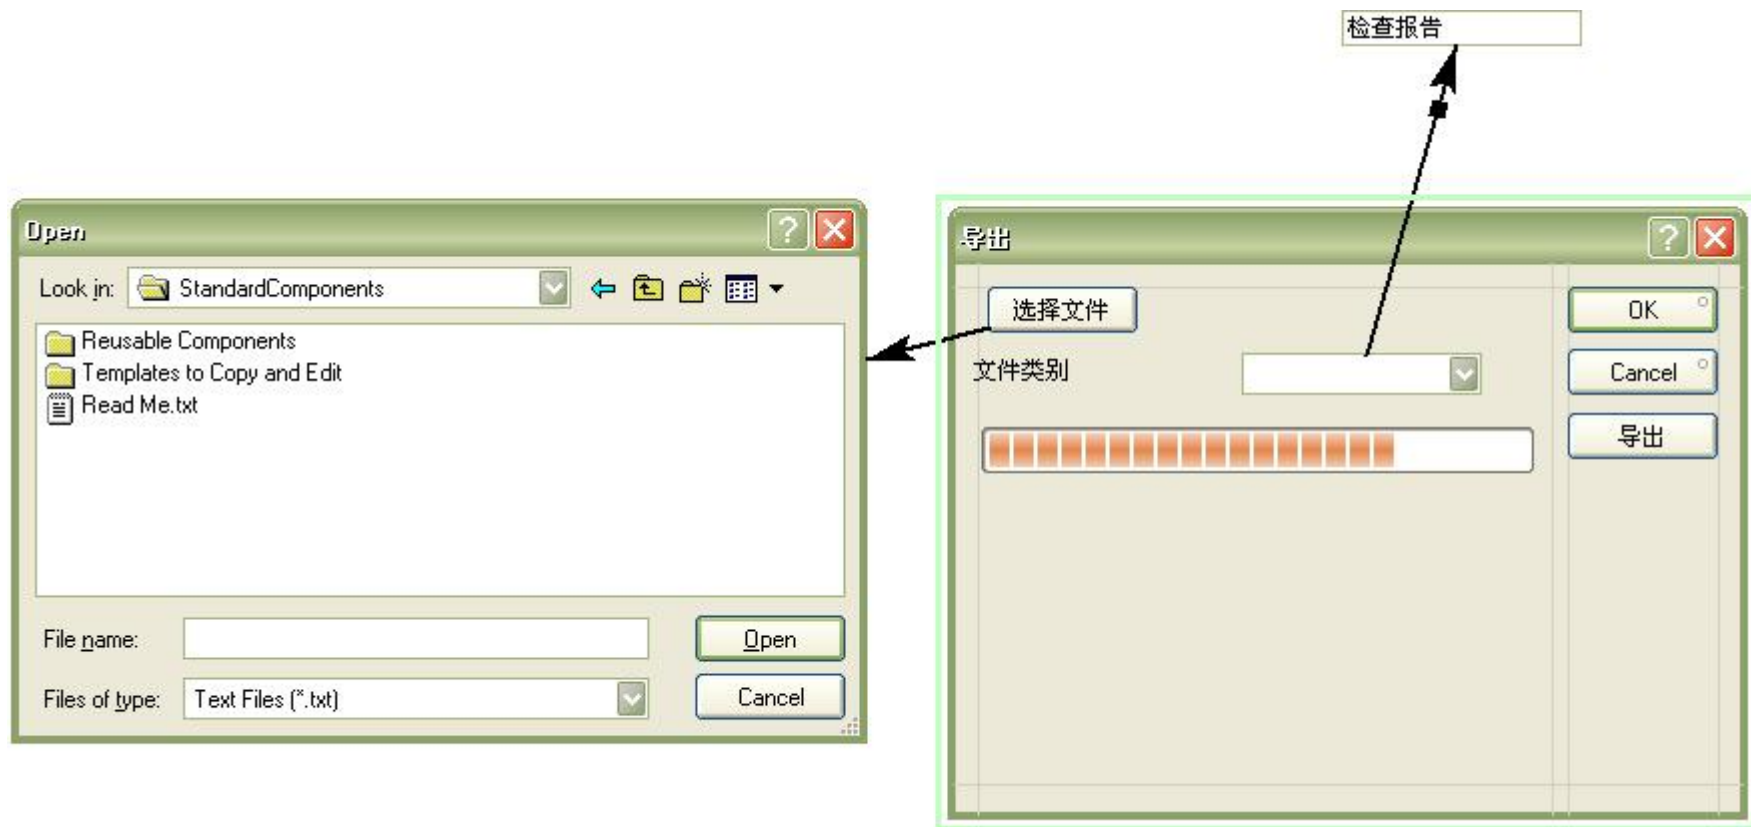 检查报告
Open
Look in: StandardComponents
Reusable Components
Templates to Copy and Edit
Read Me.txt
File name:
Open
Files of type: Text Files (*.txt)
Cancel
导出
选择文件
OK
文件类别
Cancel
导出